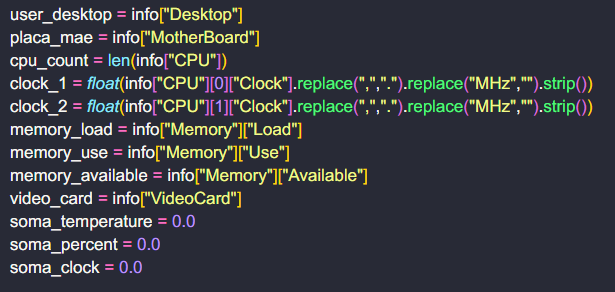 user_desktop = info["Desktop"]
placa_mae = info["MotherBoard"]
cpu_count = len(info["CPU"])
clock_1 = float(info["CPU"][0]["Clock"].replace(",",".").replace("MHz","").strip())
clock_2 = float(info["CPU"][1]["Clock"].replace(",",".").replace("MHz","").strip())
memory_load = info["Memory"]["Load"]
memory_use = info["Memory"]["Use"]
memory_available = info["Memory"]["Available"]
video_card = info["VideoCard"]
soma_temperature = 0.0
soma_percent = 0.0
soma_clock = 0.0